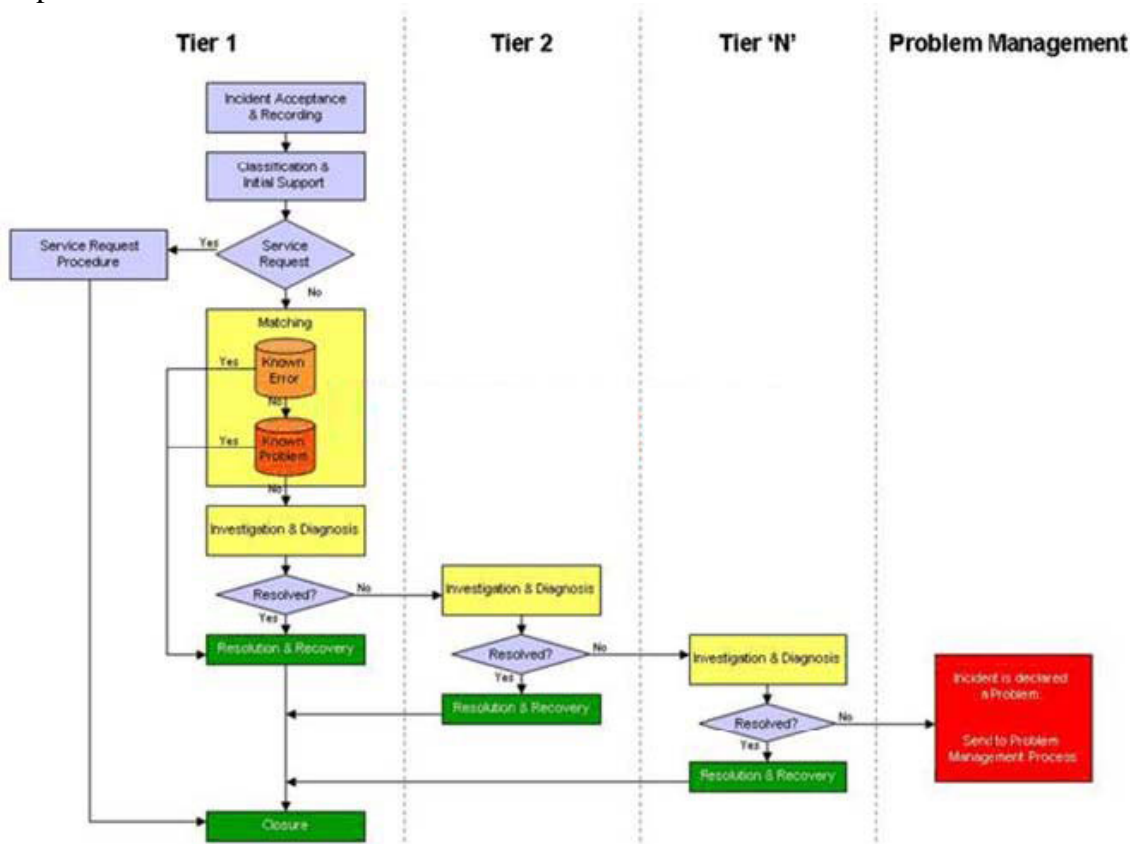 Tier 1
Tier 2
Tier 'N'
Problem Management
Incident Acceptance
& Recording
Classification &
Initial Support
Service Request
Procedure
Yes
Service
Request
No
Matching
Yes
Known
Error
No
Yes
Known
Problem
No
Investigation & Diagnosis
Resolved?
No
Yes
Resolution & Recovery
Investigation & Diagnosis
Resolved?
No
Yes
Resolution & Recovery
Investigation & Diagnosis
Resolved?
No
Yes
Resolution & Recovery
Incident is declared
a Problem.
Send to Problem
Management Process
Closure